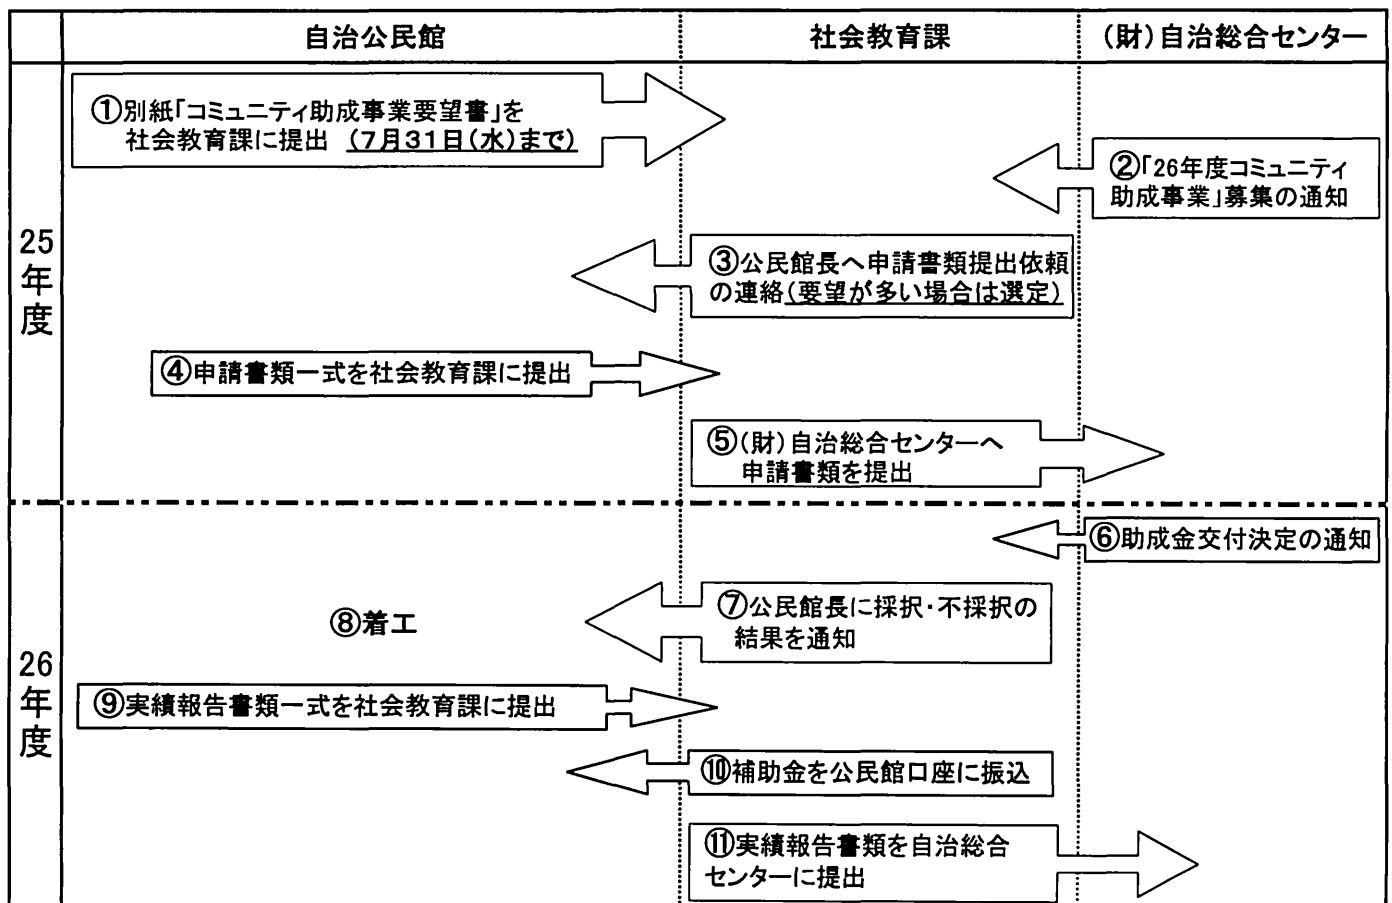 自治公民館
社会教育課
(財)自治総合センター
25年度
①別紙「コミュニティ助成事業要望書」を
社会教育課に提出 (7月31日(水)まで)
②「26年度コミュニティ
助成事業」募集の通知
③公民館長へ申請書類提出依頼
の連絡(要望が多い場合は選定)
④申請書類一式を社会教育課に提出
⑤(財)自治総合センターへ
申請書類を提出
26年度
⑥助成金交付決定の通知
⑦公民館長に採択・不採択の
結果を通知
⑧着工
⑨実績報告書類一式を社会教育課に提出
⑩補助金を公民館口座に振込
⑪実績報告書類を自治総合
センターに提出